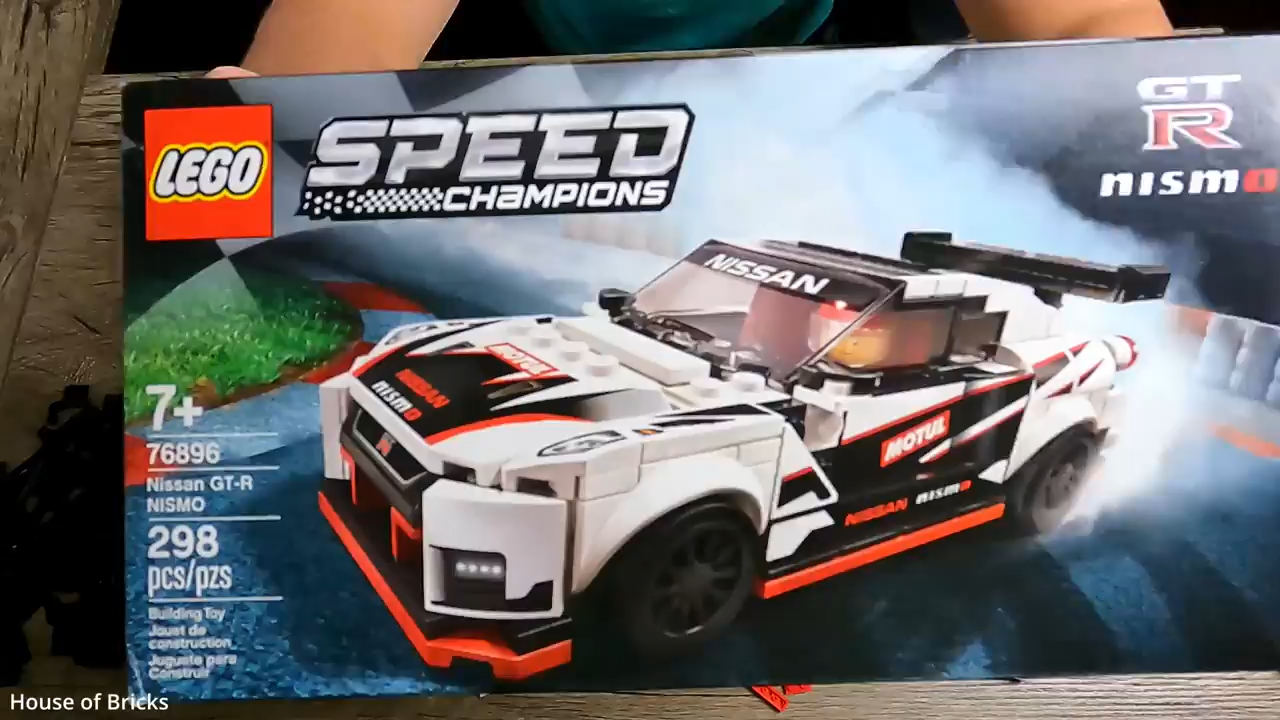 LEGO
SPEED
CHAMPIONS
GT
R
nismo
NISSAN
MOTUL
NISSAN
nismo
MOTUL
NISSAN nismo
7+
76896
Nissan GT-R
NISMO
298
pcs/pzs
Building Toy
Jouet de
construction
Juguete para
Construir
House of Bricks